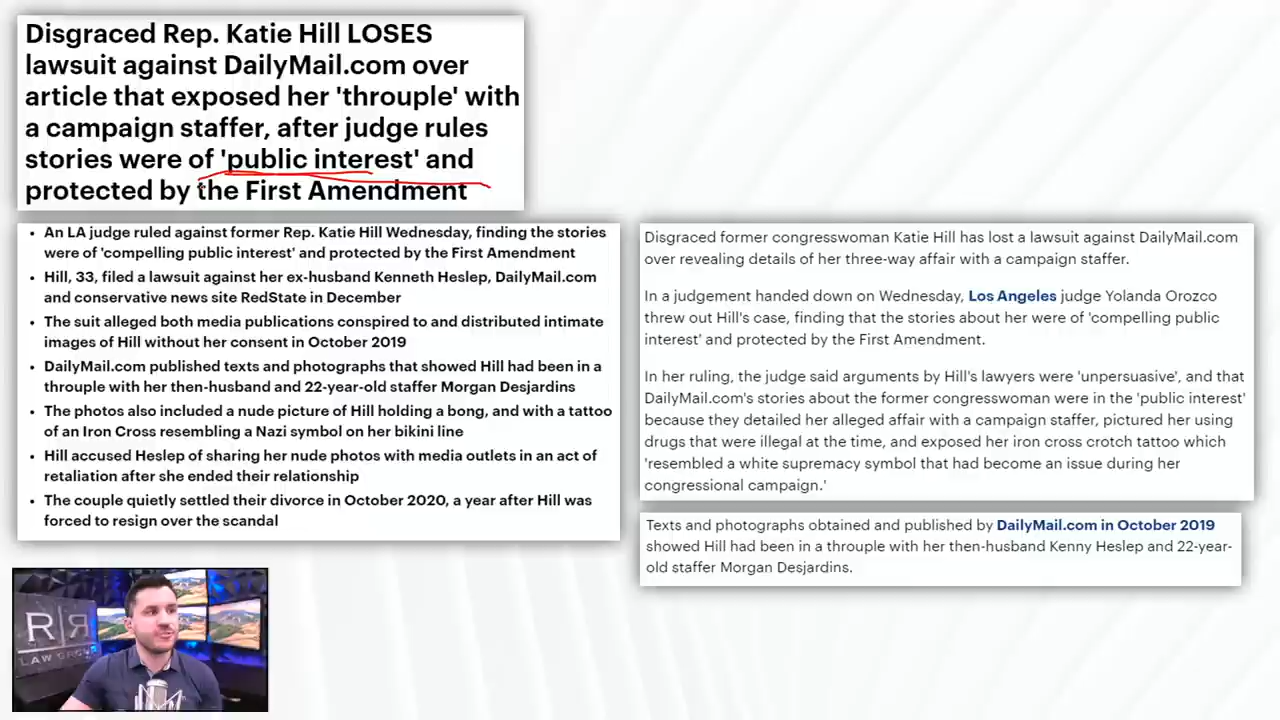 Disgraced Rep. Katie Hill LOSES
lawsuit against DailyMail.com over
article that exposed her 'throuple' with
a campaign staffer, after judge rules
stories were of 'public interest' and
protected by the First Amendment
• An LA judge ruled against former Rep. Katie Hill Wednesday, finding the stories
were of 'compelling public interest' and protected by the First Amendment
• Hill, 33, filed a lawsuit against her ex-husband Kenneth Heslep, DailyMail.com
and conservative news site RedState in December
• The suit alleged both media publications conspired to and distributed intimate
images of Hill without her consent in October 2019
• DailyMail.com published texts and photographs that showed Hill had been in a
throuple with her then-husband and 22-year-old staffer Morgan Desjardins
• The photos also included a nude picture of Hill holding a bong, and with a tattoo
of an Iron Cross resembling a Nazi symbol on her bikini line
• Hill accused Heslep of sharing her nude photos with media outlets in an act of
retaliation after she ended their relationship
• The couple quietly settled their divorce in October 2020, a year after Hill was
forced to resign over the scandal
Disgraced former congresswoman Katie Hill has lost a lawsuit against DailyMail.com
over revealing details of her three-way affair with a campaign staffer.
In a judgement handed down on Wednesday, Los Angeles judge Yolanda Orozco
threw out Hill's case, finding that the stories about her were of 'compelling public
interest' and protected by the First Amendment.
In her ruling, the judge said arguments by Hill's lawyers were 'unpersuasive', and that
DailyMail.com's stories about the former congresswoman were in the 'public interest'
because they detailed her alleged affair with a campaign staffer, pictured her using
drugs that were illegal at the time, and exposed her iron cross crotch tattoo which
'resembled a white supremacy symbol that had become an issue during her
congressional campaign.'
Texts and photographs obtained and published by DailyMail.com in October 2019
showed Hill had been in a throuple with her then-husband Kenny Heslep and 22-year-
old staffer Morgan Desjardins.
R|R
LAW GROUP